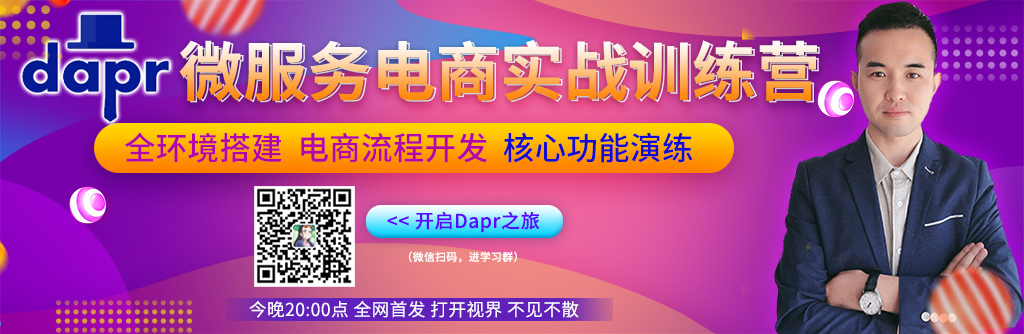 dapr 微服务电商实战训练营
全环境搭建 电商流程开发 核心功能演练
<< 开启Dapr之旅
（微信扫码，进学习群）
今晚20:00点 全网首发 打开视界 不见不散